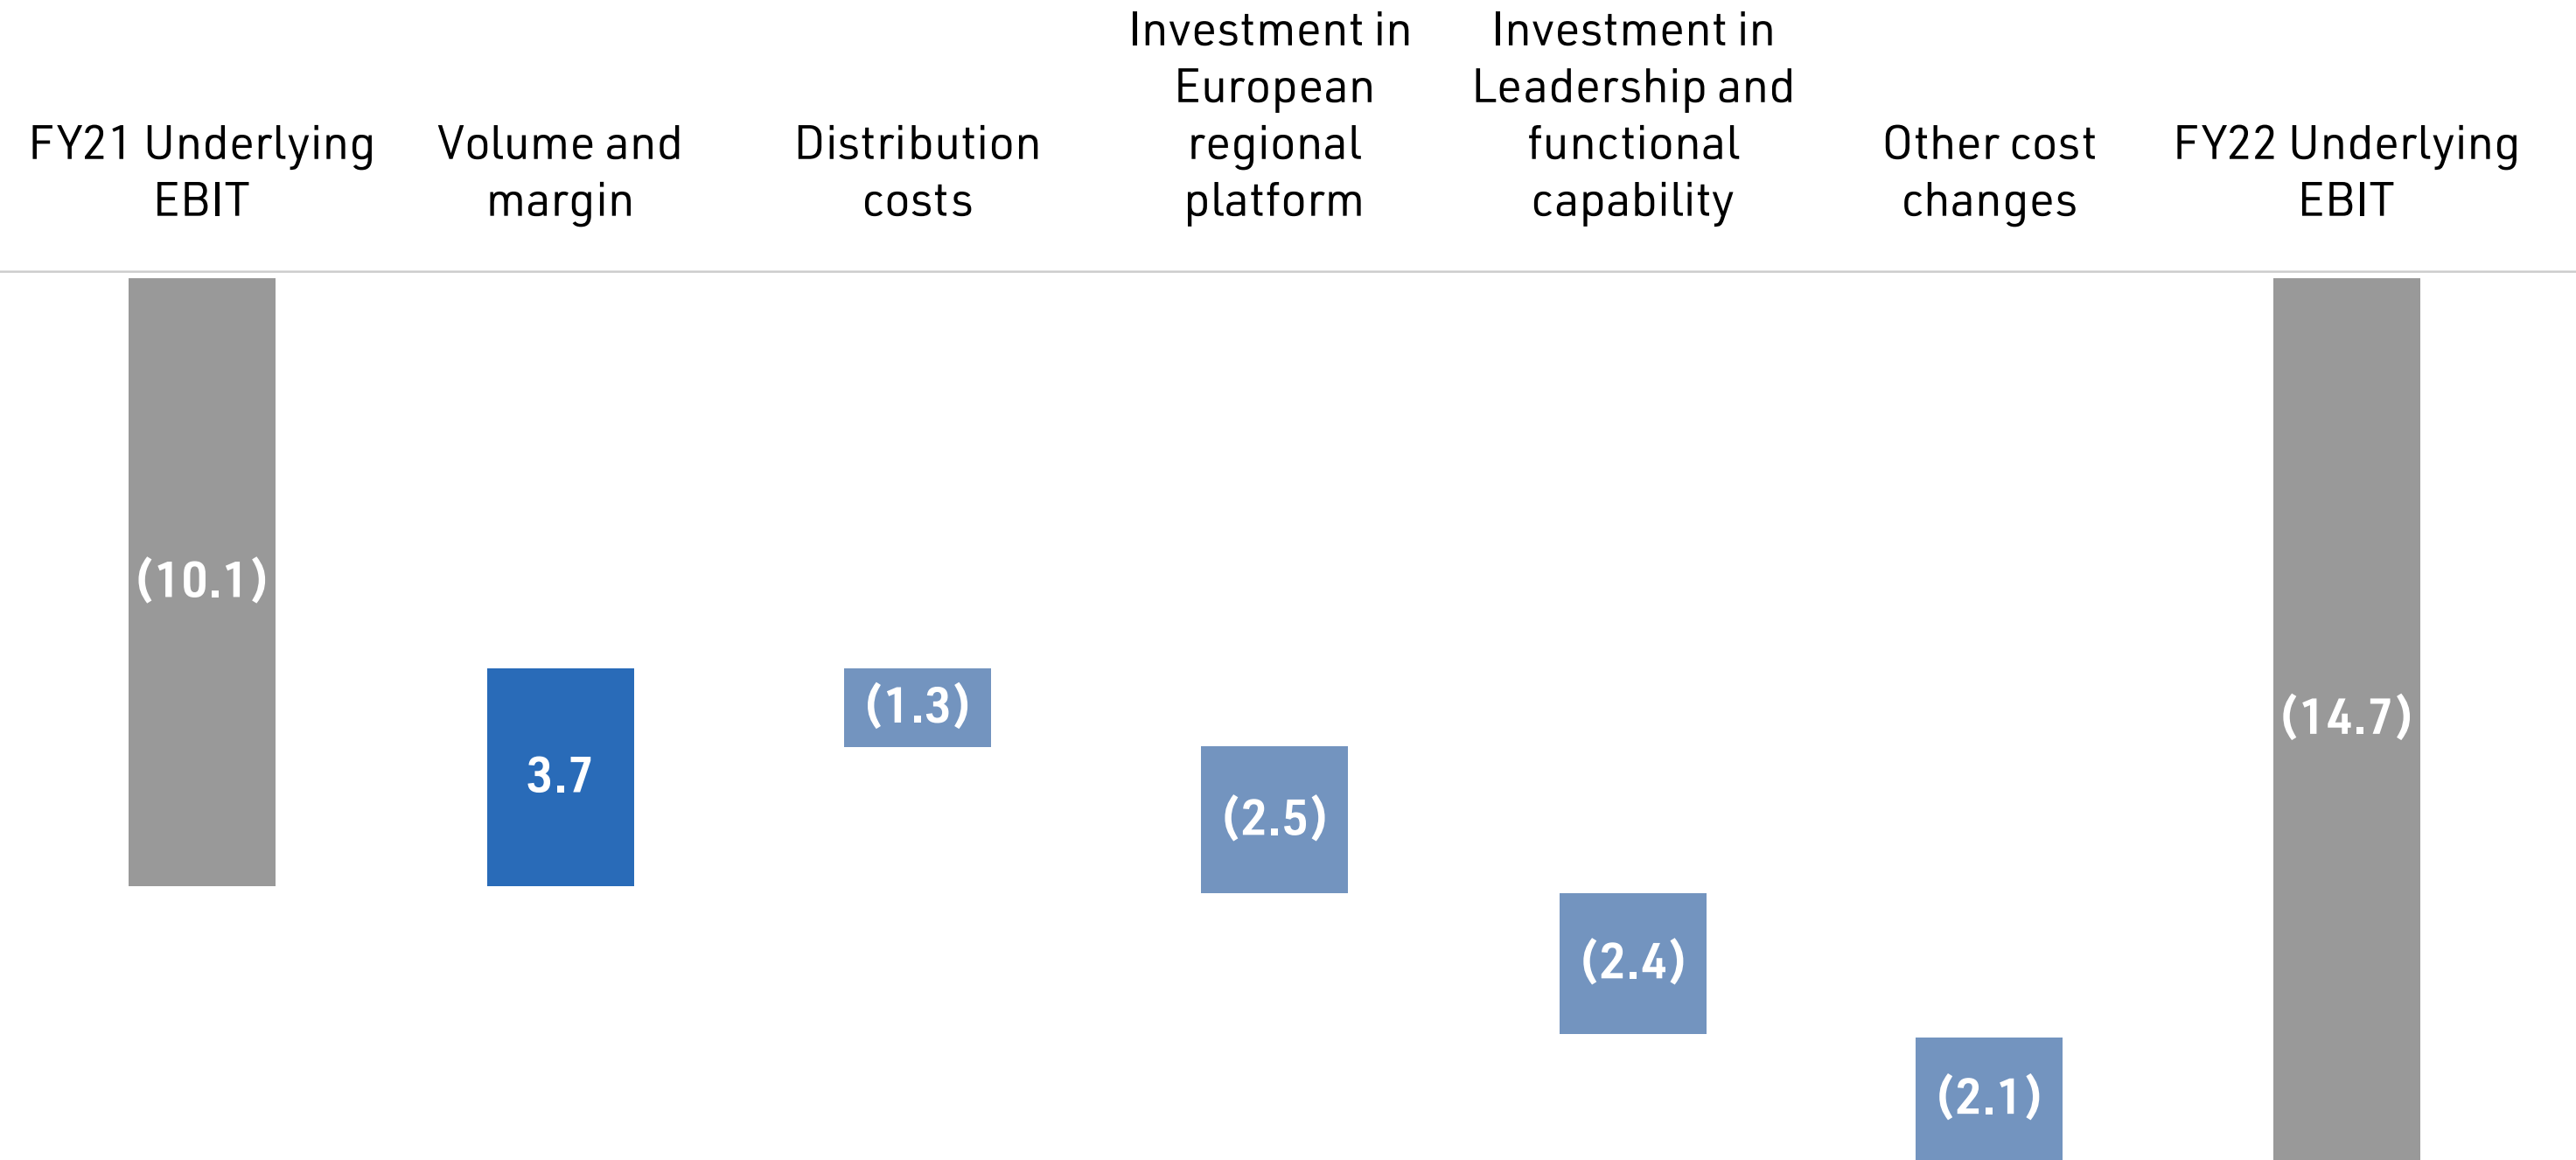 FY21 Underlying
EBIT
Volume and
margin
Distribution
costs
Investment in
European
regional
platform
Investment in
Leadership and
functional
capability
Other cost
changes
FY22 Underlying
EBIT
(10.1)
3.7
(1.3)
(2.5)
(2.4)
(2.1)
(14.7)